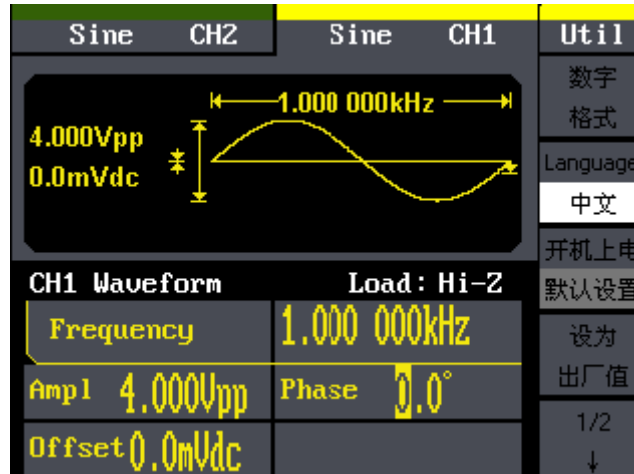 Sine CH2 Sine CH1 Util
1.000 000kHz
4.000Vpp
0.0mVdc
CH1 Waveform Load: Hi-Z
Frequency 1.000 000kHz
Ampl 4.000Vpp Phase 0.0°
Offset 0.0mVdc
数字
格式
Language
中文
开机上电
默认设置
设为
出厂值
1/2
↓